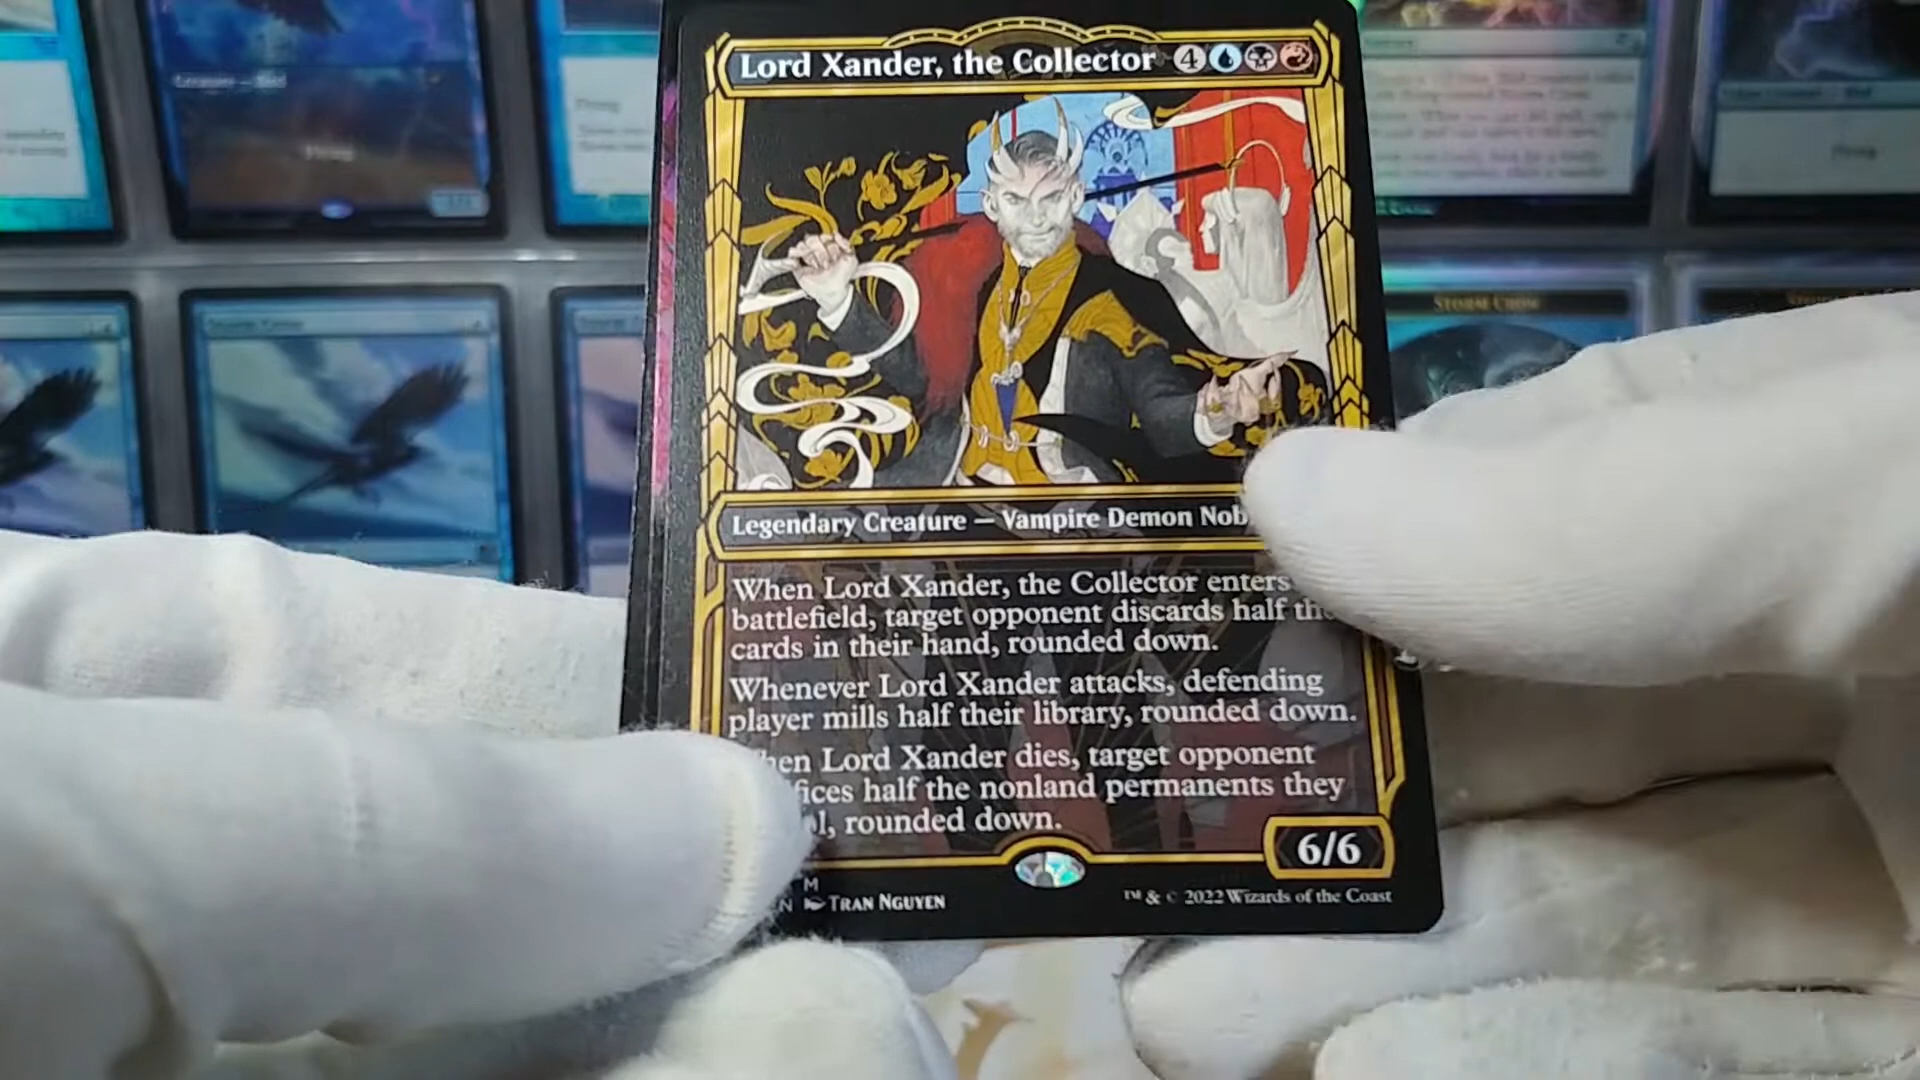 Lord Xander, the Collector 4
Legendary Creature — Vampire Demon Nob
When Lord Xander, the Collector enters
battlefield, target opponent discards half the
cards in their hand, rounded down.
Whenever Lord Xander attacks, defending
player mills half their library, rounded down.
hen Lord Xander dies, target opponent
fices half the nonland permanents they
l, rounded down.
6/6
M
N TRAN NGUYEN
™ & © 2022 Wizards of the Coast
STORM CROW